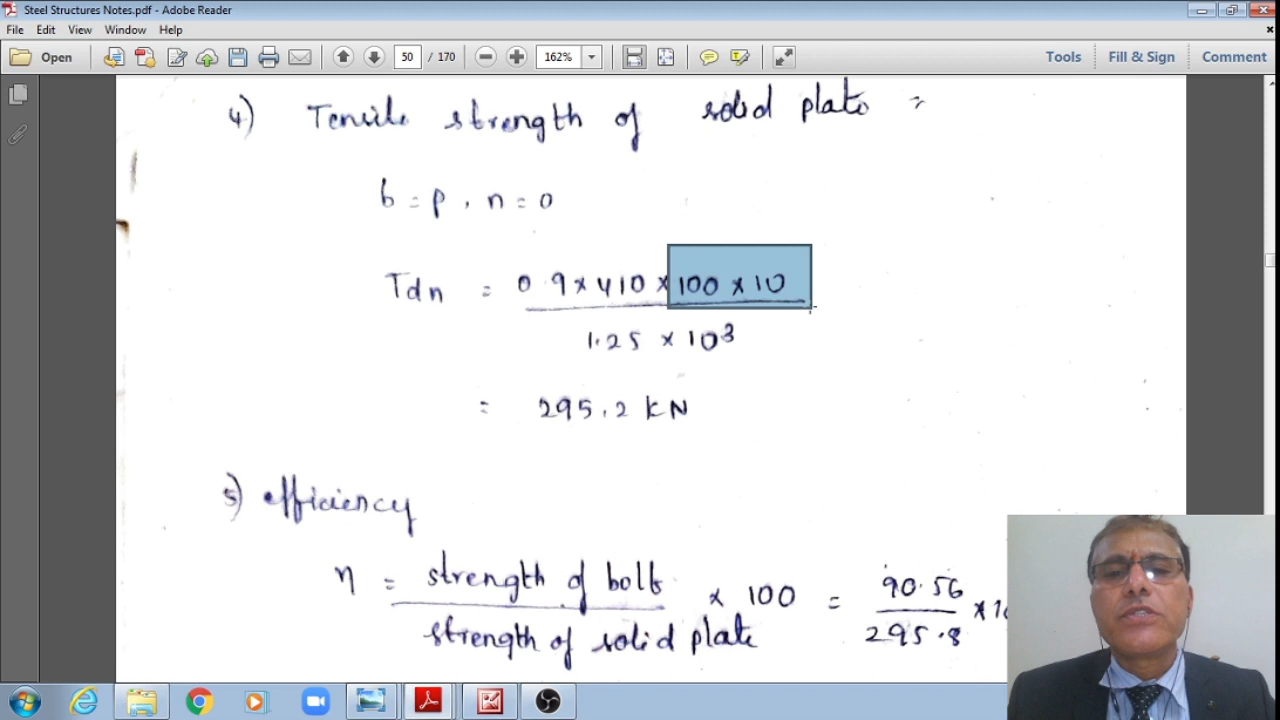 Steel Structures Notes.pdf - Adobe Reader
File Edit View Window Help
Open 50 / 170 162% Tools Fill & Sign Comment
4) Tensile strength of solid plate =
b = p , n = 0
Tdn = 0.9 × 410 × 100 × 10
1.25 × 10³
= 295.2 kN
5) efficiency
η = strength of bolt × 100 = 90.56 × 10
strength of solid plate 295.8